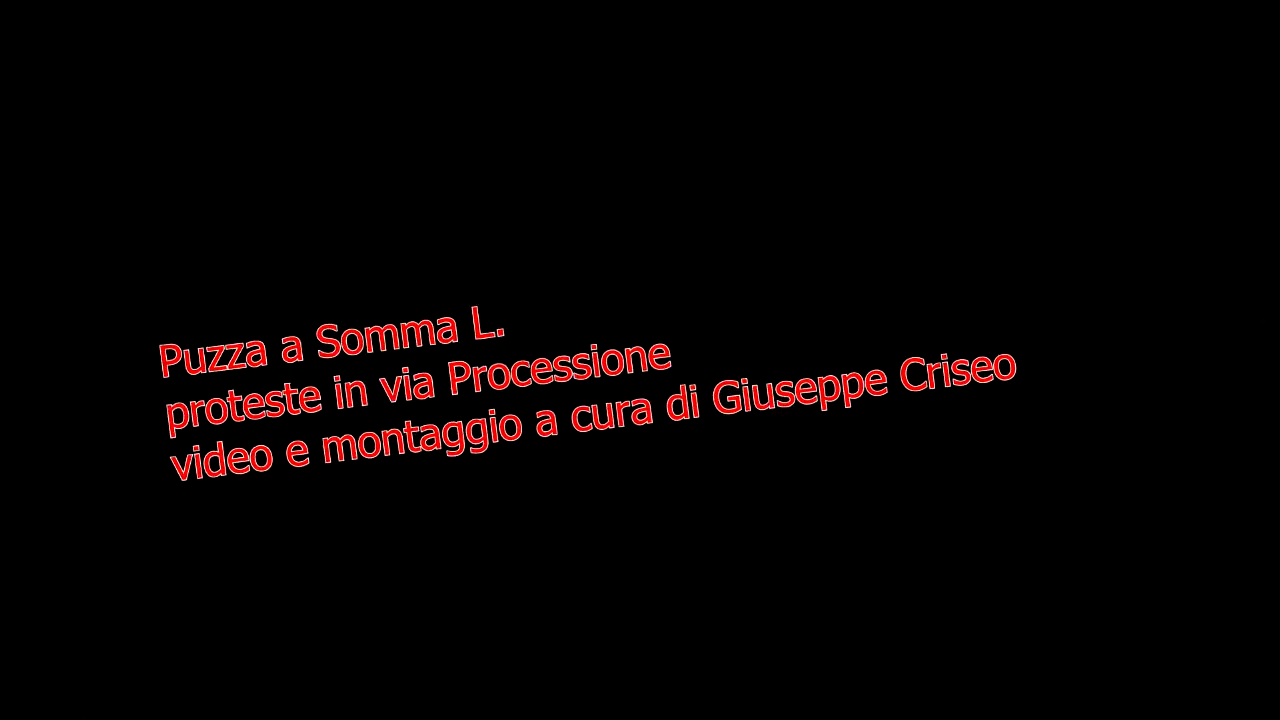 Puzza a Somma L.
proteste in via Processione
video e montaggio a cura di Giuseppe Criseo